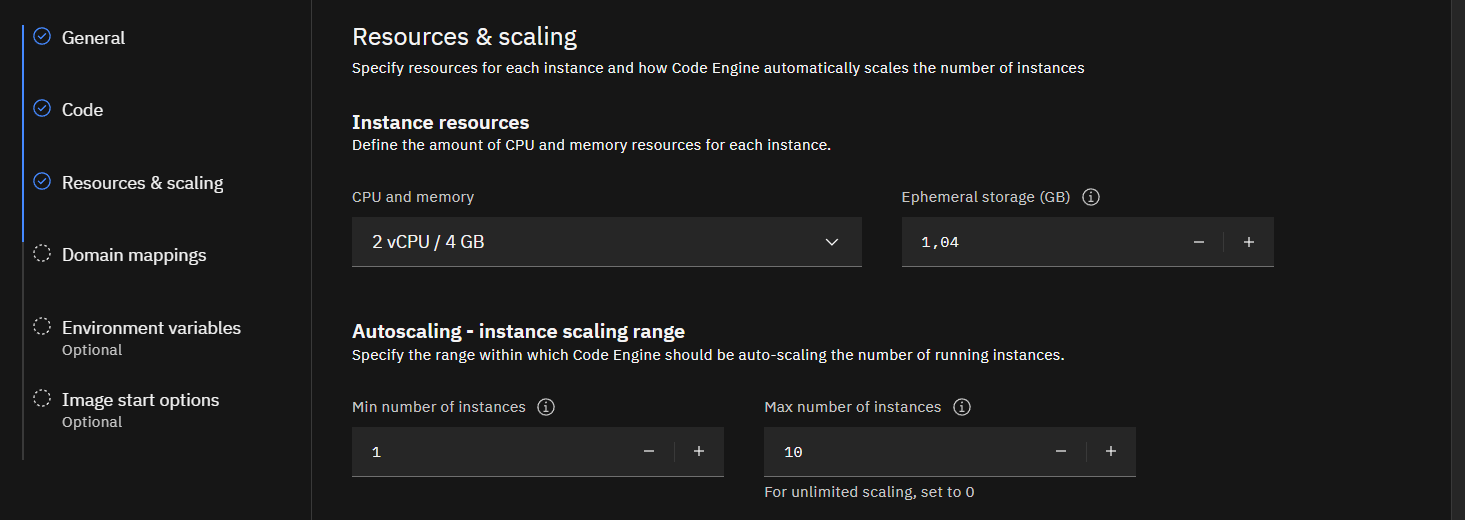 General
Code
Resources & scaling
Domain mappings
Environment variables
Optional
Image start options
Optional
Resources & scaling
Specify resources for each instance and how Code Engine automatically scales the number of instances
Instance resources
Define the amount of CPU and memory resources for each instance.
CPU and memory
2 vCPU / 4 GB
Ephemeral storage (GB)
1,04
Autoscaling - instance scaling range
Specify the range within which Code Engine should be auto-scaling the number of running instances.
Min number of instances
1
Max number of instances
10
For unlimited scaling, set to 0